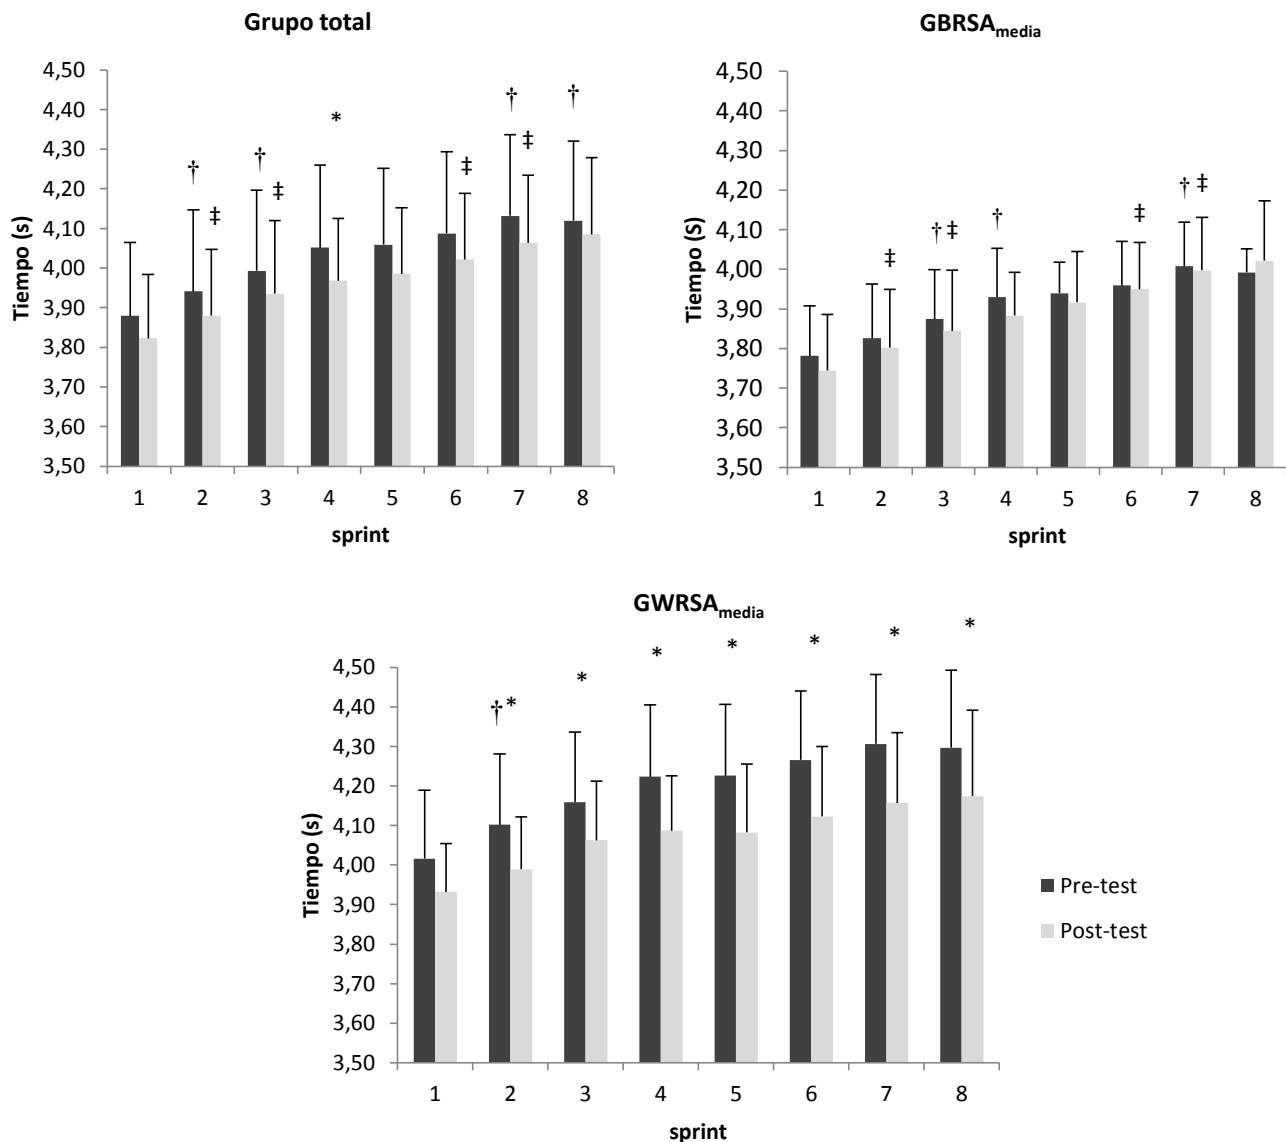 Grupo total
Tiempo (s)
4,50
4,40
4,30
4,20
4,10
4,00
3,90
3,80
3,70
3,60
3,50
† ‡ † ‡ * ‡ † ‡ †
1 2 3 4 5 6 7 8
sprint
GBRSAmedia
Tiempo (S)
4,50
4,40
4,30
4,20
4,10
4,00
3,90
3,80
3,70
3,60
3,50
‡ † ‡ † ‡ † ‡
1 2 3 4 5 6 7 8
sprint
GWRSAmedia
Tiempo (s)
4,50
4,40
4,30
4,20
4,10
4,00
3,90
3,80
3,70
3,60
3,50
† * * * * * * *
1 2 3 4 5 6 7 8
sprint
Pre-test
Post-test